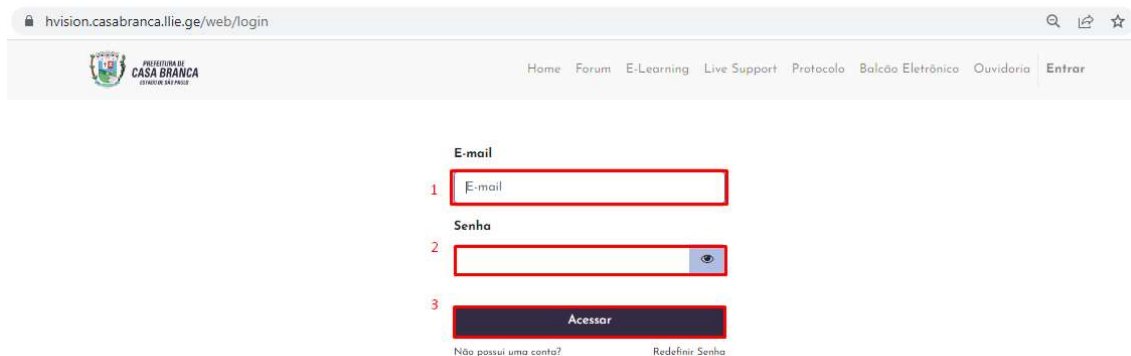 hvision.casabranca.llie.ge/web/login
PREFEITURA DE
CASA BRANCA
ESTADO DE SÃO PAULO
Home Forum E-Learning Live Support Protocolo Balcão Eletrônico Ouvidoria Entrar
E-mail
1 E-mail
Senha
2
3
Acessar
Não possui uma conta? Redefinir Senha